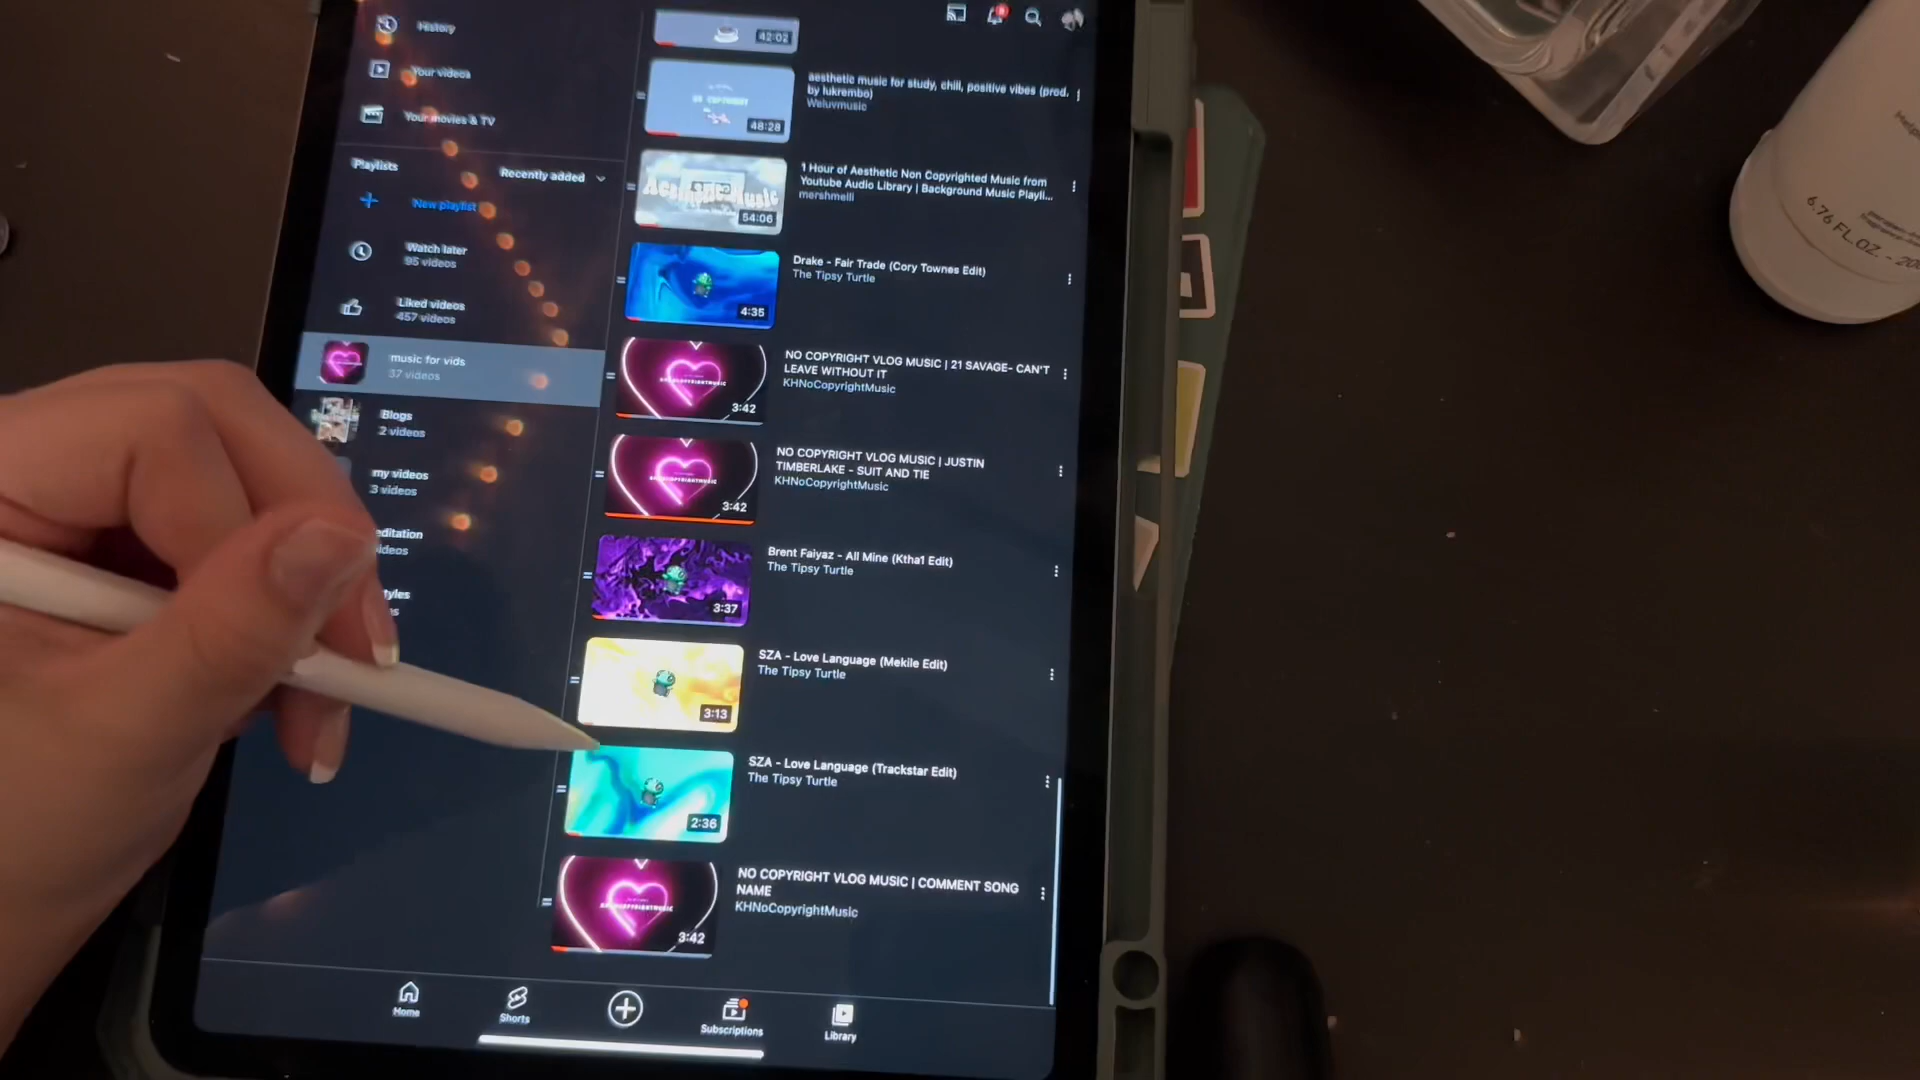 History
Your videos
Your movies & TV
Playlists
Recently added
New playlist
Watch later
95 videos
Liked videos
457 videos
music for vids
37 videos
Blogs
2 videos
my videos
3 videos
editation
ideos
tyles
42:02
48:28
aesthetic music for study, chill, positive vibes (prod.
by lukrembo)
Weluvmusic
Aesthetic Music
54:06
1 Hour of Aesthetic Non Copyrighted Music from
Youtube Audio Library | Background Music Playli...
mershmelli
4:35
Drake - Fair Trade (Cory Townes Edit)
The Tipsy Turtle
3:42
NO COPYRIGHT VLOG MUSIC | 21 SAVAGE- CAN'T
LEAVE WITHOUT IT
KHNoCopyrightMusic
3:42
NO COPYRIGHT VLOG MUSIC | JUSTIN
TIMBERLAKE - SUIT AND TIE
KHNoCopyrightMusic
3:37
Brent Faiyaz - All Mine (Ktha1 Edit)
The Tipsy Turtle
3:13
SZA - Love Language (Mekile Edit)
The Tipsy Turtle
2:36
SZA - Love Language (Trackstar Edit)
The Tipsy Turtle
3:42
NO COPYRIGHT VLOG MUSIC | COMMENT SONG
NAME
KHNoCopyrightMusic
Home
Shorts
Subscriptions
Library
6.76 FL.OZ. - 20